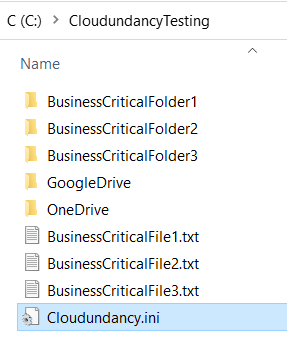 C (C:) > CloudundancyTesting
Name
BusinessCriticalFolder1
BusinessCriticalFolder2
BusinessCriticalFolder3
GoogleDrive
OneDrive
BusinessCriticalFile1.txt
BusinessCriticalFile2.txt
BusinessCriticalFile3.txt
Cloudundancy.ini